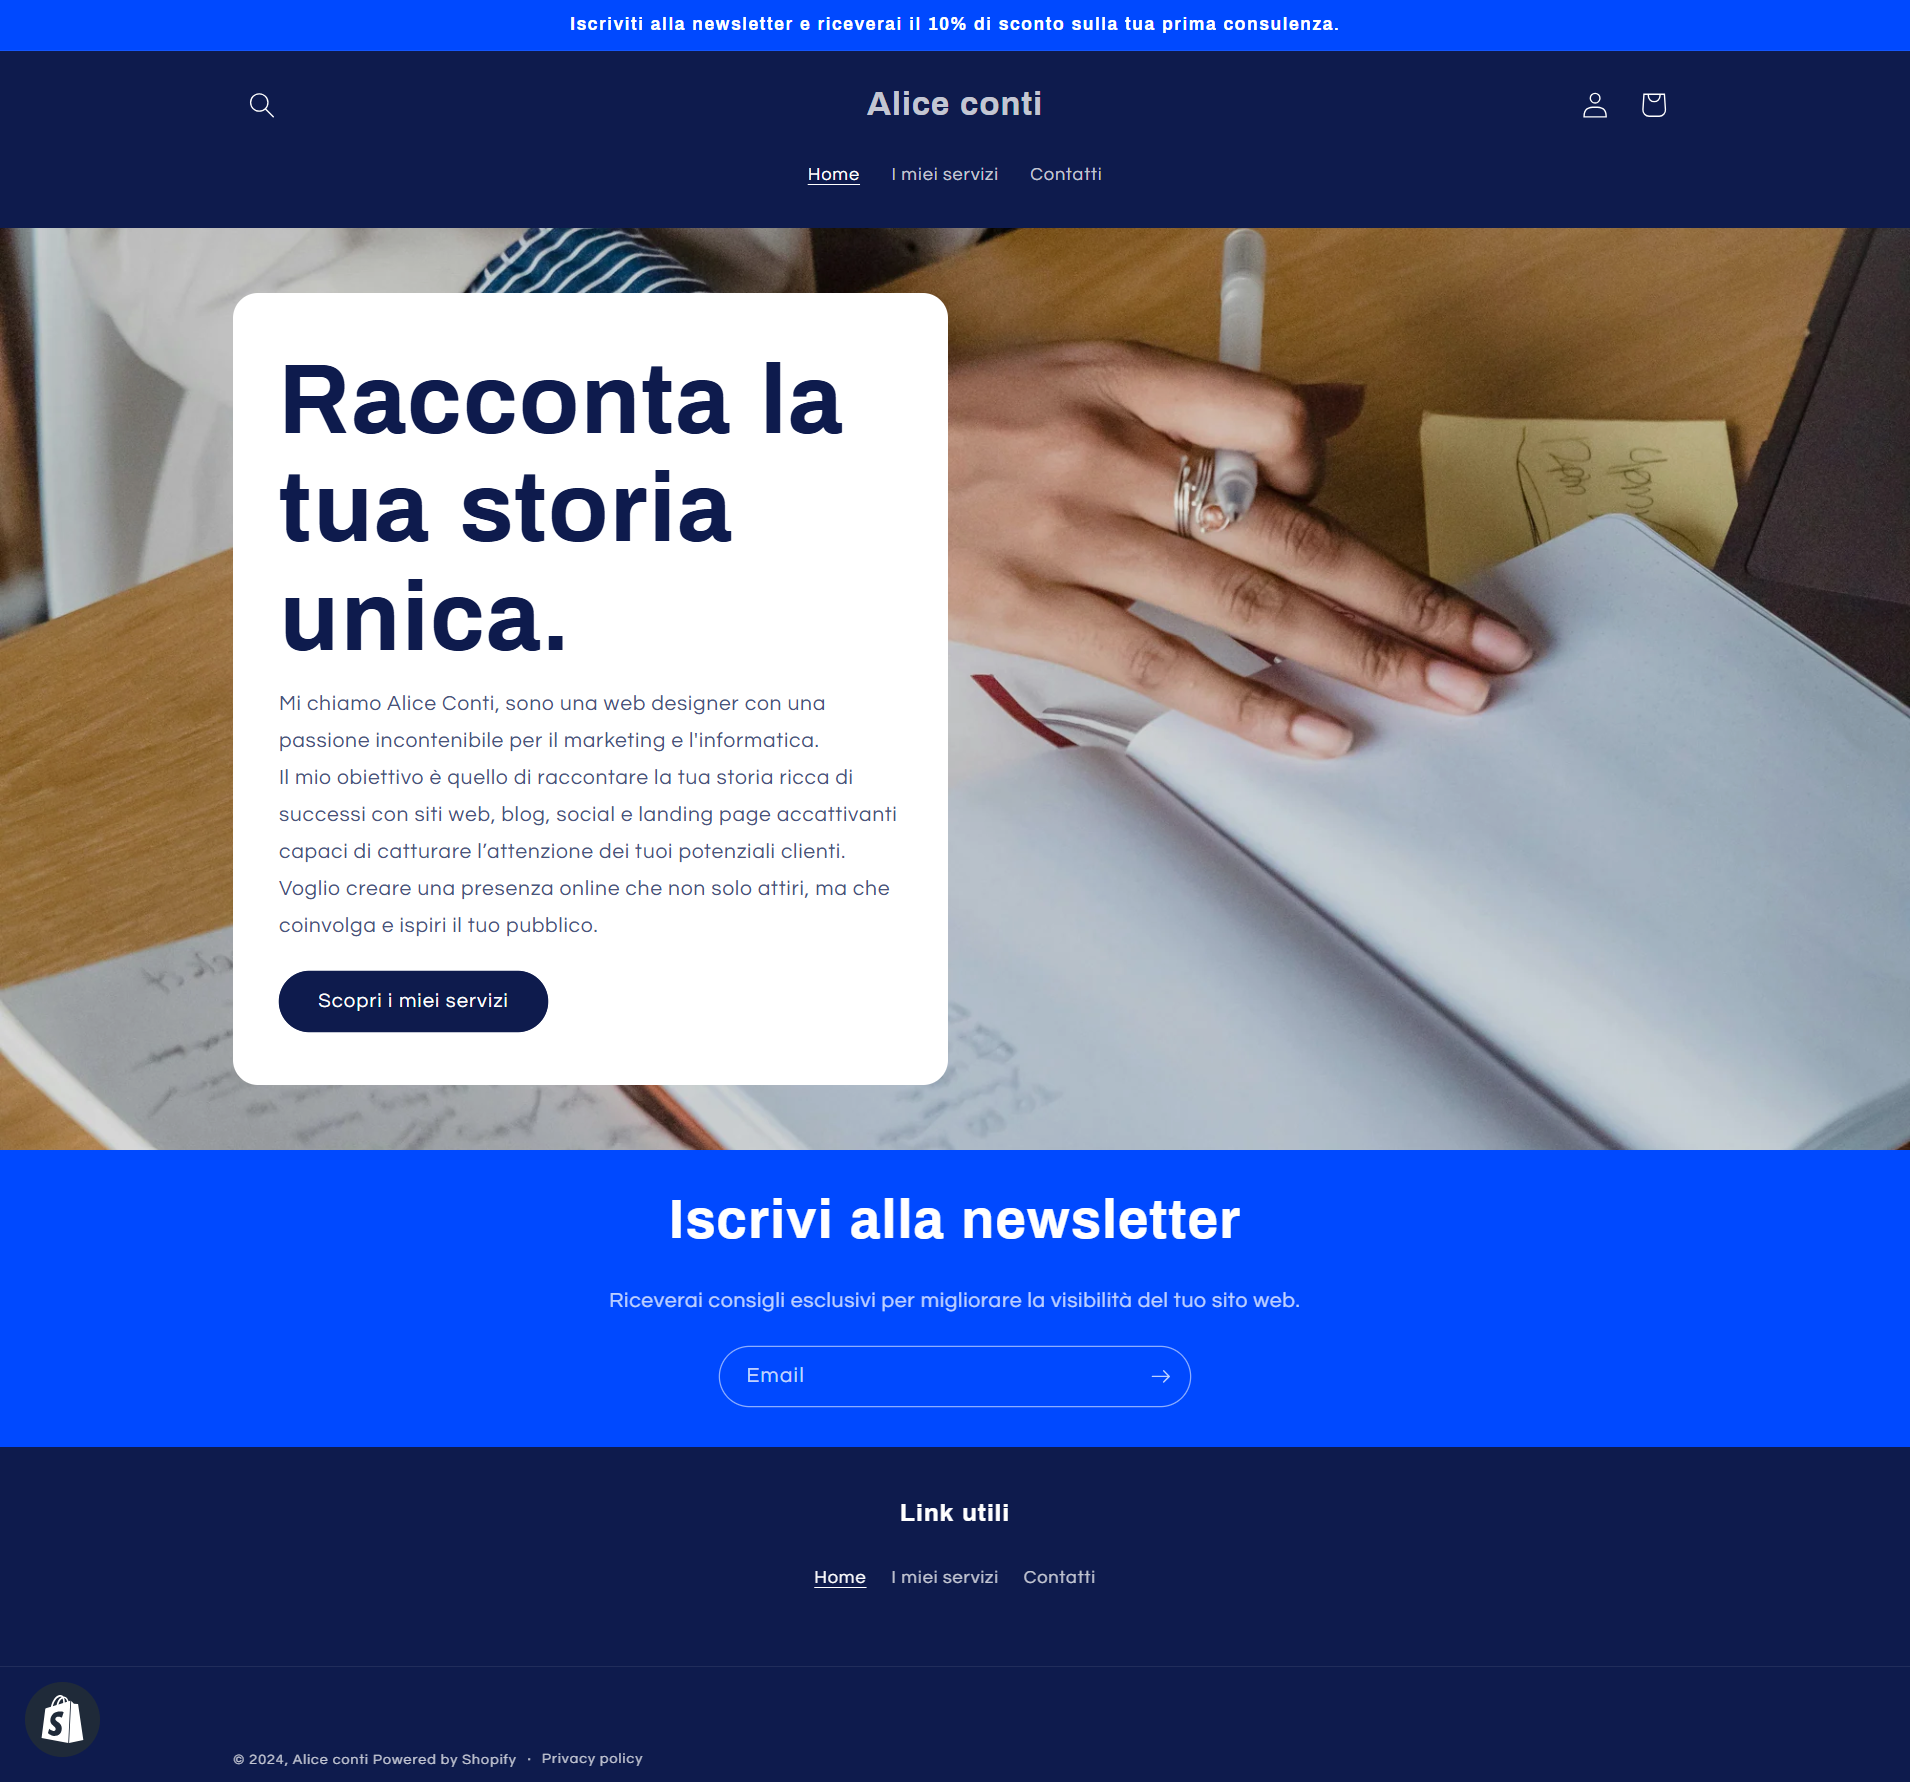 Iscriviti alla newsletter e riceverai il 10% di sconto sulla tua prima consulenza.
Alice conti
Home I miei servizi Contatti
Racconta la
tua storia
unica.
Mi chiamo Alice Conti, sono una web designer con una
passione incontenibile per il marketing e l'informatica.
Il mio obiettivo è quello di raccontare la tua storia ricca di
successi con siti web, blog, social e landing page accattivanti
capaci di catturare l’attenzione dei tuoi potenziali clienti.
Voglio creare una presenza online che non solo attiri, ma che
coinvolga e ispiri il tuo pubblico.
Scopri i miei servizi
Iscrivi alla newsletter
Riceverai consigli esclusivi per migliorare la visibilità del tuo sito web.
Email
Link utili
Home I miei servizi Contatti
S
© 2024, Alice conti Powered by Shopify · Privacy policy